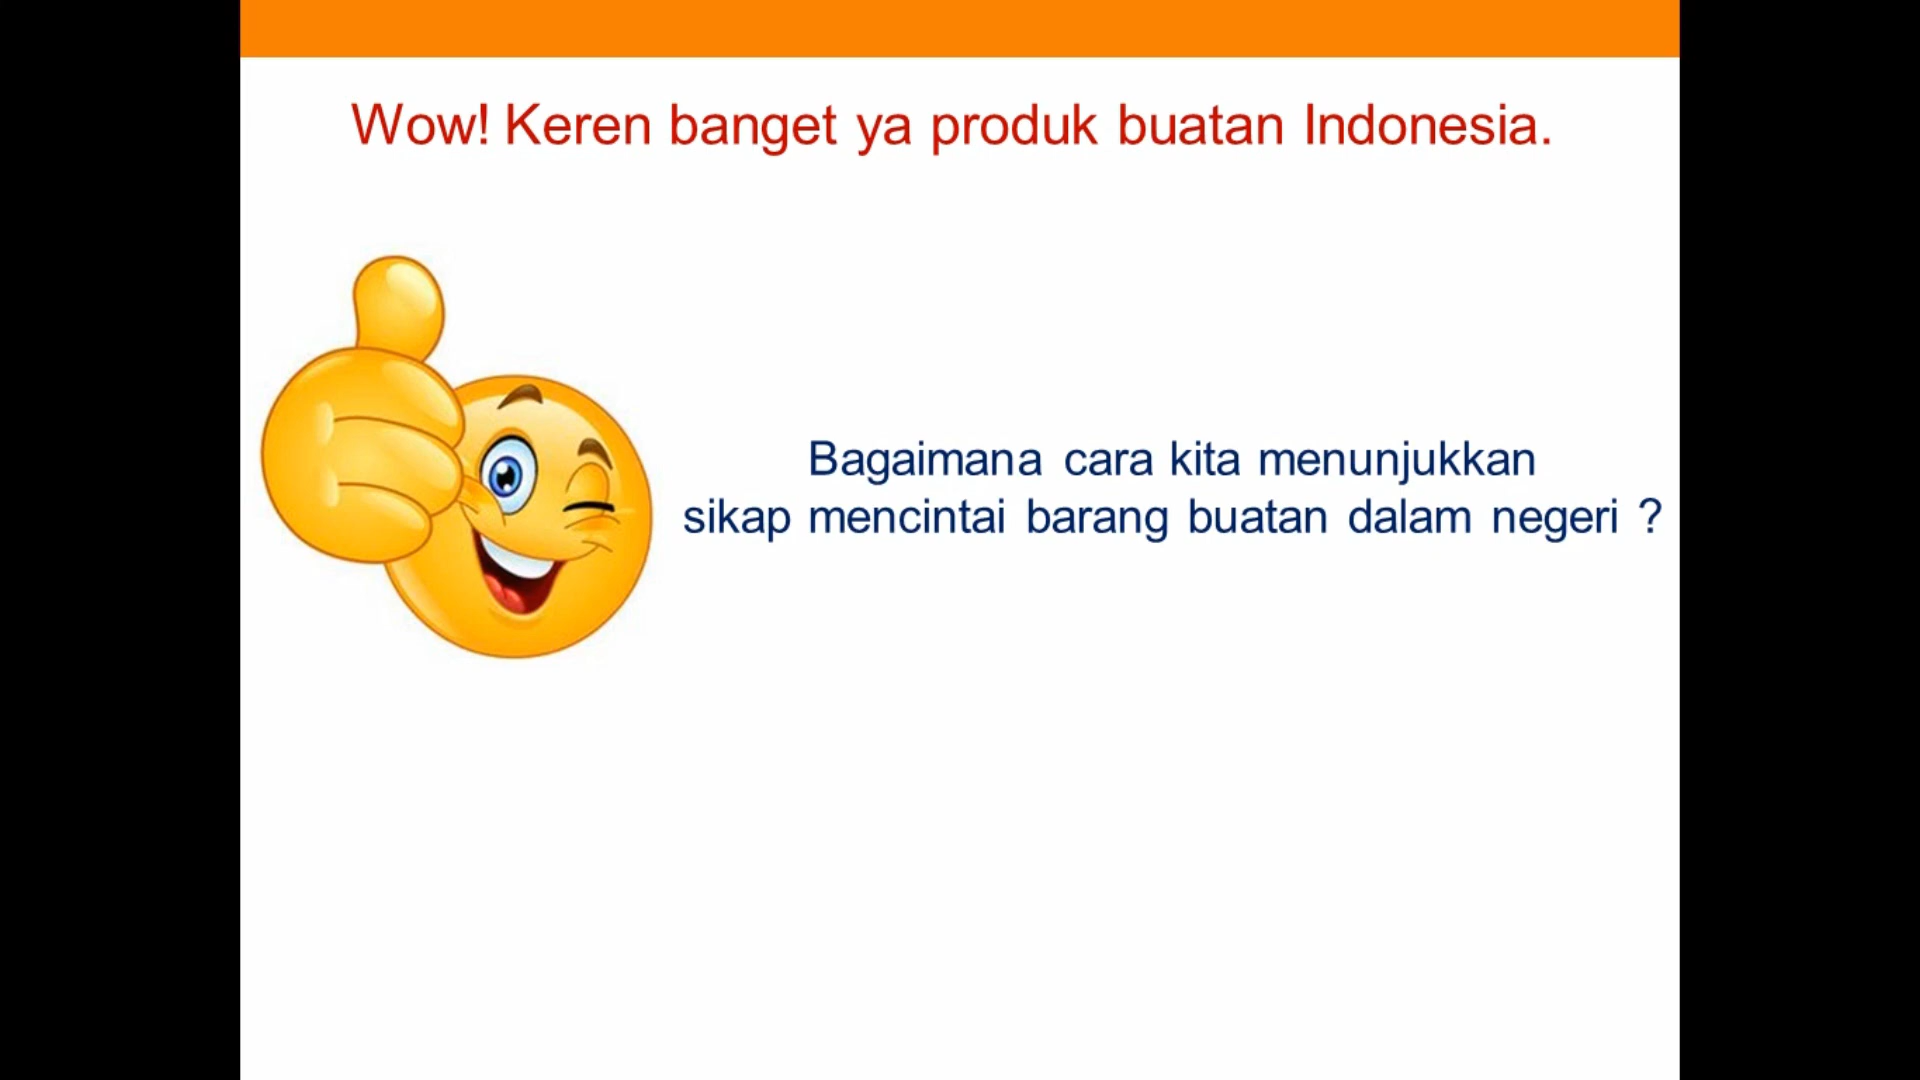 Wow! Keren banget ya produk buatan Indonesia.
Bagaimana cara kita menunjukkan
sikap mencintai barang buatan dalam negeri ?